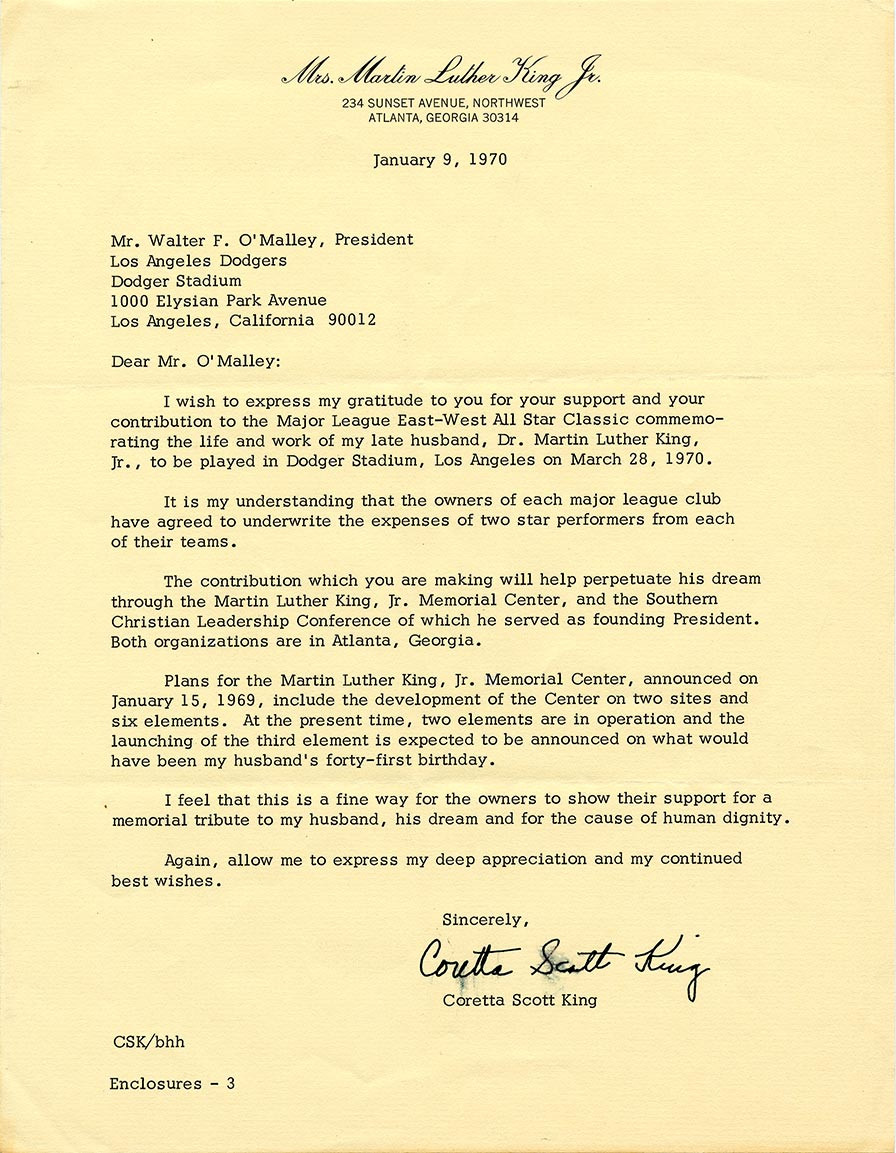 Mrs. Martin Luther King Jr.
234 SUNSET AVENUE, NORTHWEST
ATLANTA, GEORGIA 30314
January 9, 1970
Mr. Walter F. O'Malley, President
Los Angeles Dodgers
Dodger Stadium
1000 Elysian Park Avenue
Los Angeles, California  90012
Dear Mr. O'Malley:
I wish to express my gratitude to you for your support and your
contribution to the Major League East-West All Star Classic commemo-
rating the life and work of my late husband, Dr. Martin Luther King,
Jr., to be played in Dodger Stadium, Los Angeles on March 28, 1970.
It is my understanding that the owners of each major league club
have agreed to underwrite the expenses of two star performers from each
of their teams.
The contribution which you are making will help perpetuate his dream
through the Martin Luther King, Jr. Memorial Center, and the Southern
Christian Leadership Conference of which he served as founding President.
Both organizations are in Atlanta, Georgia.
Plans for the Martin Luther King, Jr. Memorial Center, announced on
January 15, 1969, include the development of the Center on two sites and
six elements.  At the present time, two elements are in operation and the
launching of the third element is expected to be announced on what would
have been my husband's forty-first birthday.
I feel that this is a fine way for the owners to show their support for a
memorial tribute to my husband, his dream and for the cause of human dignity.
Again, allow me to express my deep appreciation and my continued
best wishes.
Sincerely,
Coretta Scott King
Coretta Scott King
CSK/bhh
Enclosures - 3